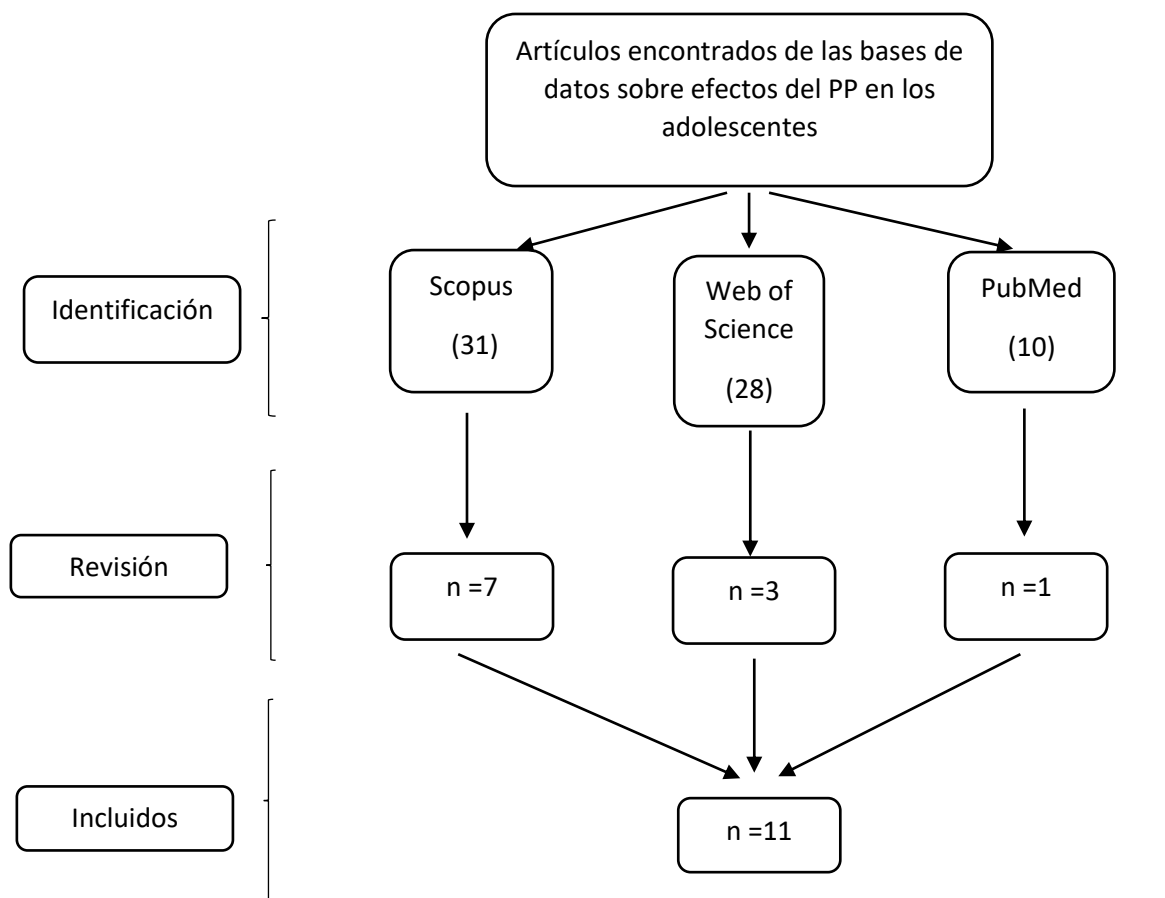 Artículos encontrados de las bases de
datos sobre efectos del PP en los
adolescentes
Identificación
Scopus
(31)
Web of
Science
(28)
PubMed
(10)
Revisión
n =7
n =3
n =1
Incluidos
n =11